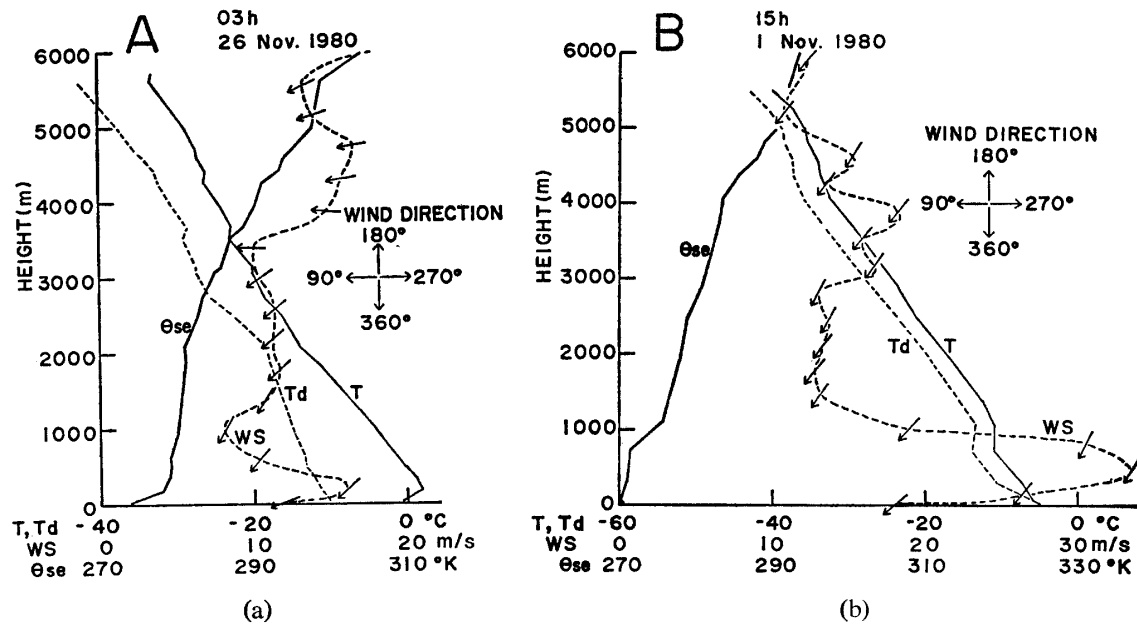 A
03h
26 Nov. 1980
6000
5000
4000
3000
2000
1000
0
HEIGHT (m)
WIND DIRECTION
180°
90° 270°
360°
θse
Td
T
WS
T, Td -40 -20 0 °C
WS 0 10 20 m/s
θse 270 290 310 °K
(a)
B
15h
1 Nov. 1980
6000
5000
4000
3000
2000
1000
0
HEIGHT (m)
WIND DIRECTION
180°
90° 270°
360°
θse
Td
T
WS
-60 -40 -20 0 °C
0 10 20 30 m/s
270 290 310 330 °K
(b)